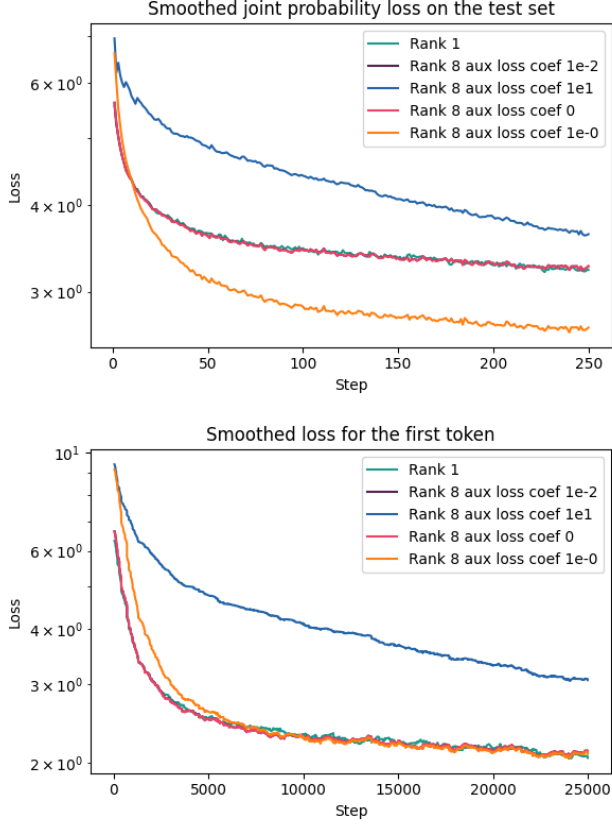 Smoothed joint probability loss on the test set
Rank 1
Rank 8 aux loss coef 1e-2
Rank 8 aux loss coef 1e1
Rank 8 aux loss coef 0
Rank 8 aux loss coef 1e-0
6 × 10⁰
4 × 10⁰
3 × 10⁰
Loss
0 50 100 150 200 250
Step
Smoothed loss for the first token
10¹
Rank 1
Rank 8 aux loss coef 1e-2
Rank 8 aux loss coef 1e1
Rank 8 aux loss coef 0
Rank 8 aux loss coef 1e-0
6 × 10⁰
4 × 10⁰
3 × 10⁰
2 × 10⁰
Loss
0 5000 10000 15000 20000 25000
Step